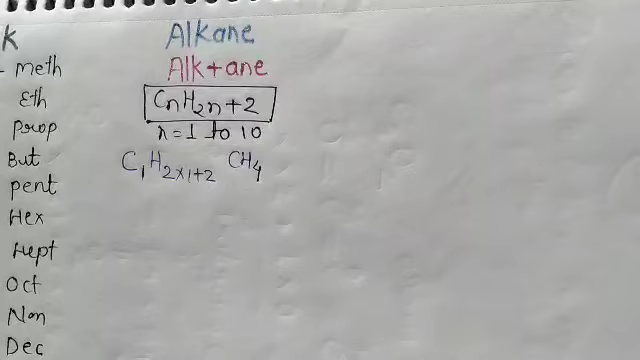 k
Alkane
- Meth
Alk+ane
Eth
CnH2n+2
Prop
n=1 to 10
But
C1H2x1+2 CH4
pent
Hex
Hept
Oct
Non
Dec